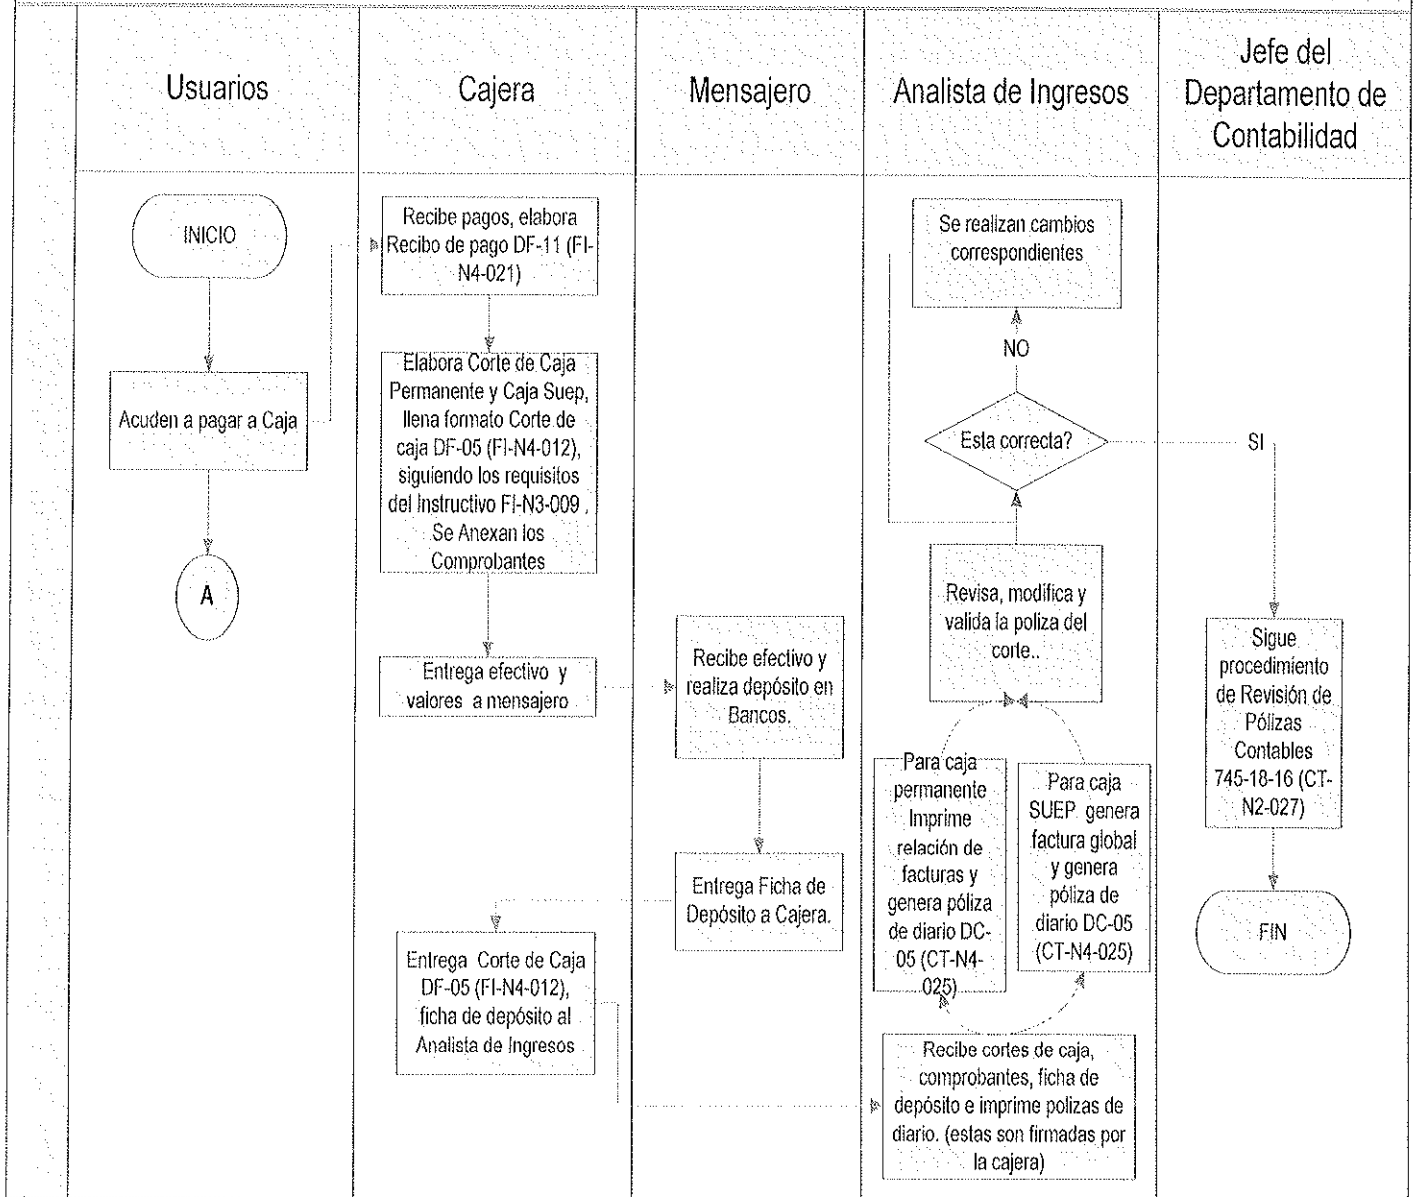 Usuarios
Cajera
Mensajero
Analista de Ingresos
Jefe del
Departamento de
Contabilidad
INICIO
Acuden a pagar a Caja
A
Recibe pagos, elabora
Recibo de pago DF-11 (FI-
N4-021)
Elabora Corte de Caja
Permanente y Caja Suep,
llena formato Corte de
caja DF-05 (FI-N4-012),
siguiendo los requisitos
del Instructivo FI-N3-009 .
Se Anexan los
Comprobantes
Entrega efectivo y
valores a mensajero
Recibe efectivo y
realiza depósito en
Bancos.
Entrega Ficha de
Depósito a Cajera.
Entrega Corte de Caja
DF-05 (FI-N4-012),
ficha de depósito al
Analista de Ingresos
Recibe cortes de caja,
comprobantes, ficha de
depósito e imprime polizas de
diario. (estas son firmadas por
la cajera)
Para caja
permanente
Imprime
relación de
facturas y
genera póliza
de diario DC-
05 (CT-N4-
025)
Para caja
SUEP genera
factura global
y genera
póliza de
diario DC-05
(CT-N4-025)
Revisa, modifica y
valida la poliza del
corte..
Esta correcta?
NO
Se realizan cambios
correspondientes
SI
Sigue
procedimiento
de Revisión de
Pólizas
Contables
745-18-16 (CT-
N2-027)
FIN